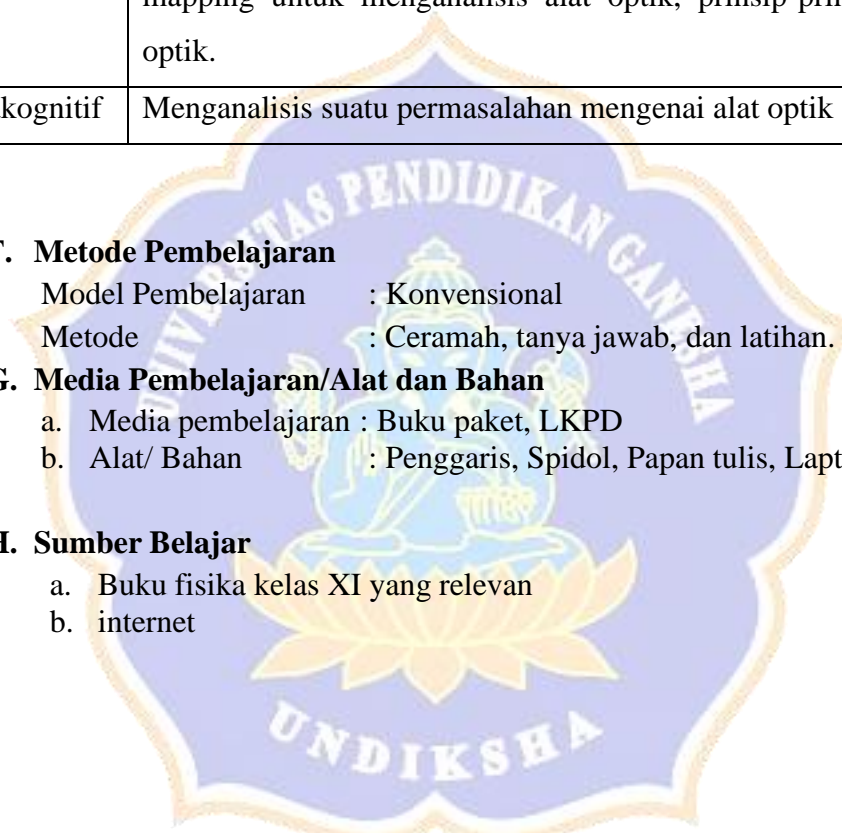 mapping untuk menganalisis alat optik, prinsip prin
optik.
kognitif Menganalisis suatu permasalahan mengenai alat optik
F. Metode Pembelajaran
Model Pembelajaran : Konvensional
Metode : Ceramah, tanya jawab, dan latihan.
G. Media Pembelajaran/Alat dan Bahan
a. Media pembelajaran : Buku paket, LKPD
b. Alat/ Bahan : Penggaris, Spidol, Papan tulis, Lapt
H. Sumber Belajar
a. Buku fisika kelas XI yang relevan
b. internet
UNIVERSITAS PENDIDIKAN GANESHA
UNDIKSHA